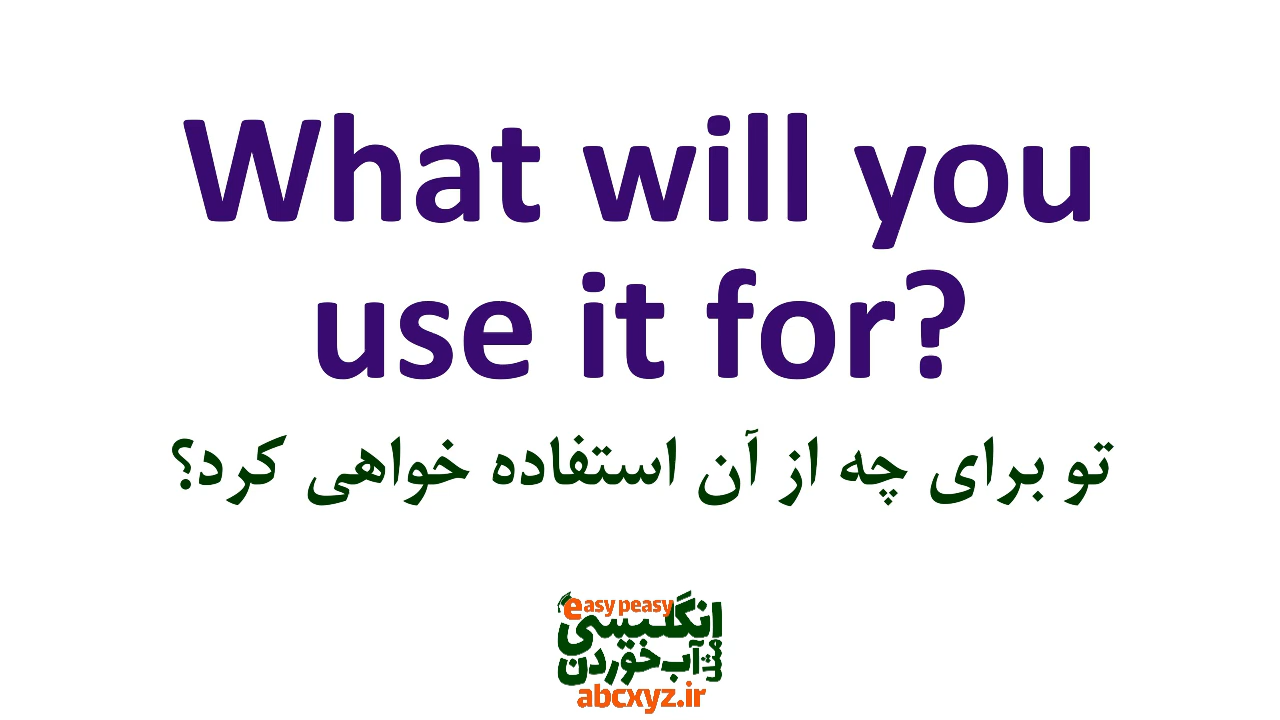 What will you
use it for?
تو برای چه از آن استفاده خواهی کرد؟
easy peasy
انگلیسی
مثل آب خوردن
abcxyz.ir